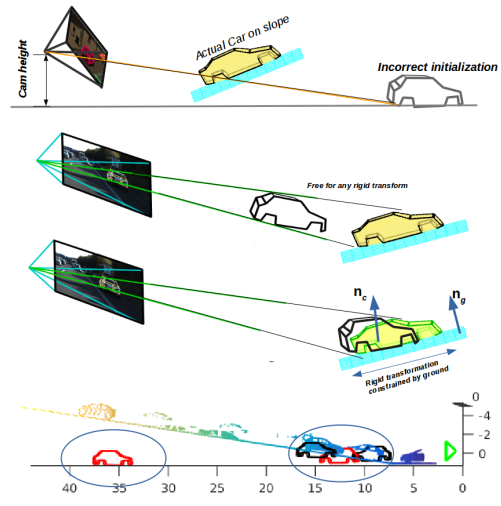 Actual Car on slope
Cam height
Incorrect initialization
Free for any rigid transform
n_c
n_g
Rigid transformation
constrained by ground
0
-4
-2
0
40 35 30 25 20 15 10 5 0